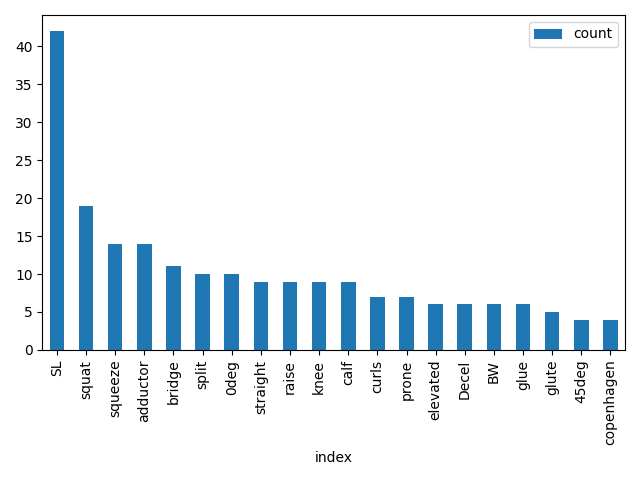 count
40
35
30
25
20
15
10
5
0
SL
squat
squeeze
adductor
bridge
split
0deg
straight
raise
knee
calf
curls
prone
elevated
Decel
BW
glue
glute
45deg
copenhagen
index